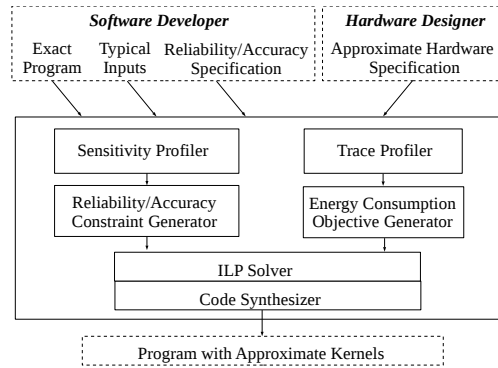 Software Developer
Hardware Designer
Exact Program
Typical Inputs
Reliability/Accuracy Specification
Approximate Hardware Specification
Sensitivity Profiler
Trace Profiler
Reliability/Accuracy
Constraint Generator
Energy Consumption
Objective Generator
ILP Solver
Code Synthesizer
Program with Approximate Kernels